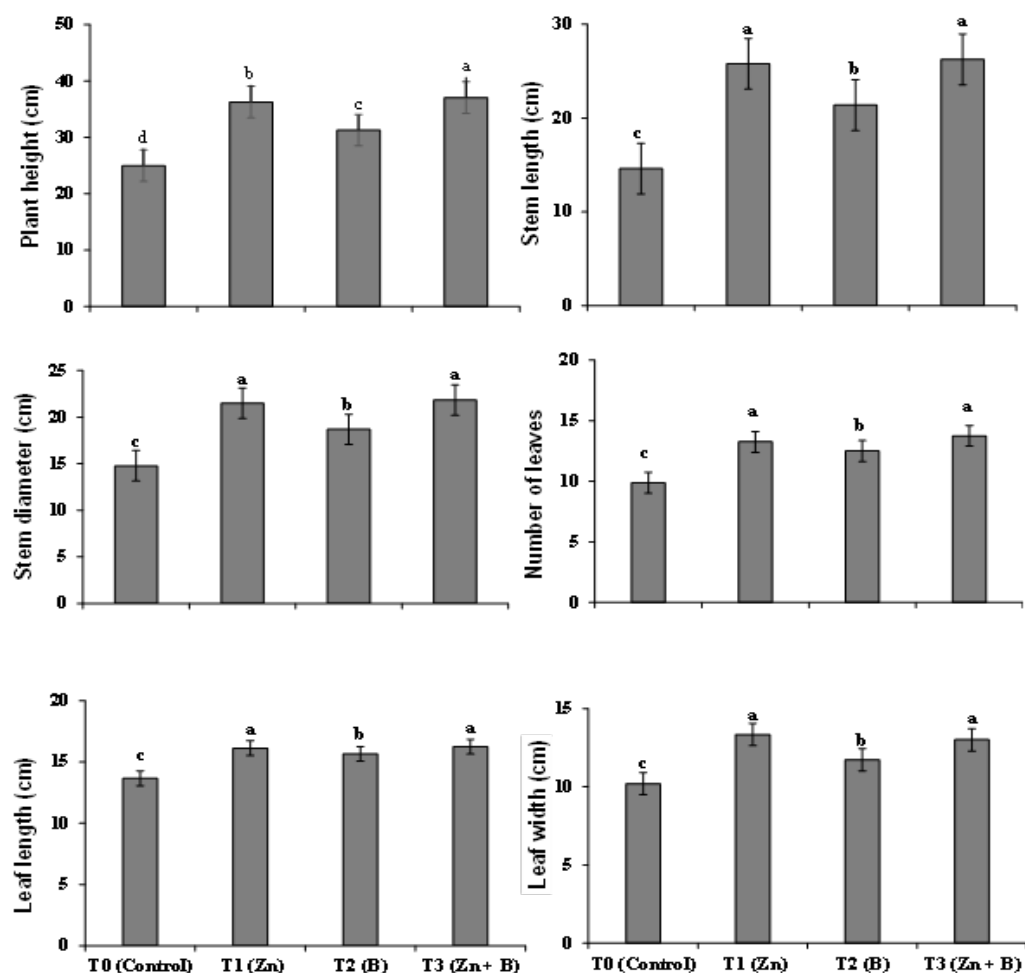 Plant height (cm)
50
40
30
20
10
0
d
b
c
a
Stem length (cm)
30
20
10
0
c
a
b
a
Stem diameter (cm)
25
20
15
10
5
0
c
a
b
a
Number of leaves
20
15
10
5
0
c
a
b
a
Leaf length (cm)
20
15
10
5
0
c
a
b
a
T0 (Control) T1 (Zn) T2 (B) T3 (Zn + B)
Leaf width (cm)
15
10
5
0
c
a
b
a
T0 (Control) T1 (Zn) T2 (B) T3 (Zn + B)